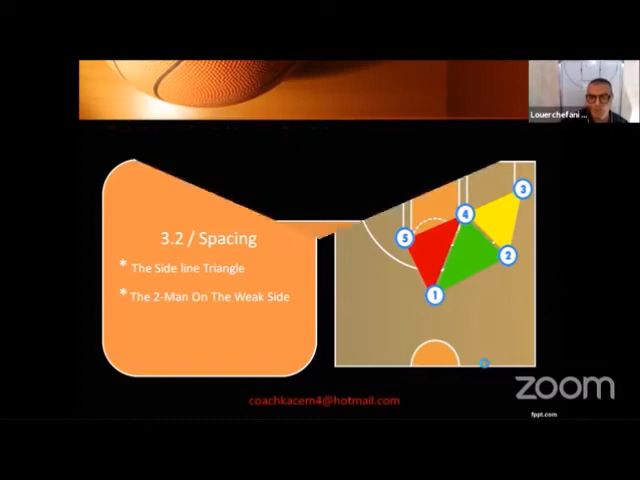 Louerchefani ...
3.2 / Spacing
* The Side line Triangle
* The 2-Man On The Weak Side
3
4
5
2
1
coachkacem4@hotmail.com
zoom
fppt.com